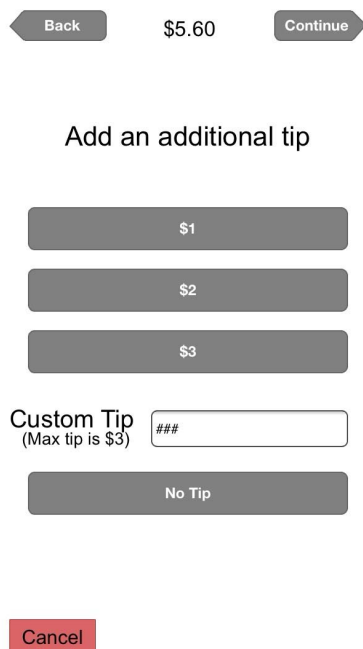 Back
$5.60
Continue
Add an additional tip
$1
$2
$3
Custom Tip
(Max tip is $3)
###
No Tip
Cancel